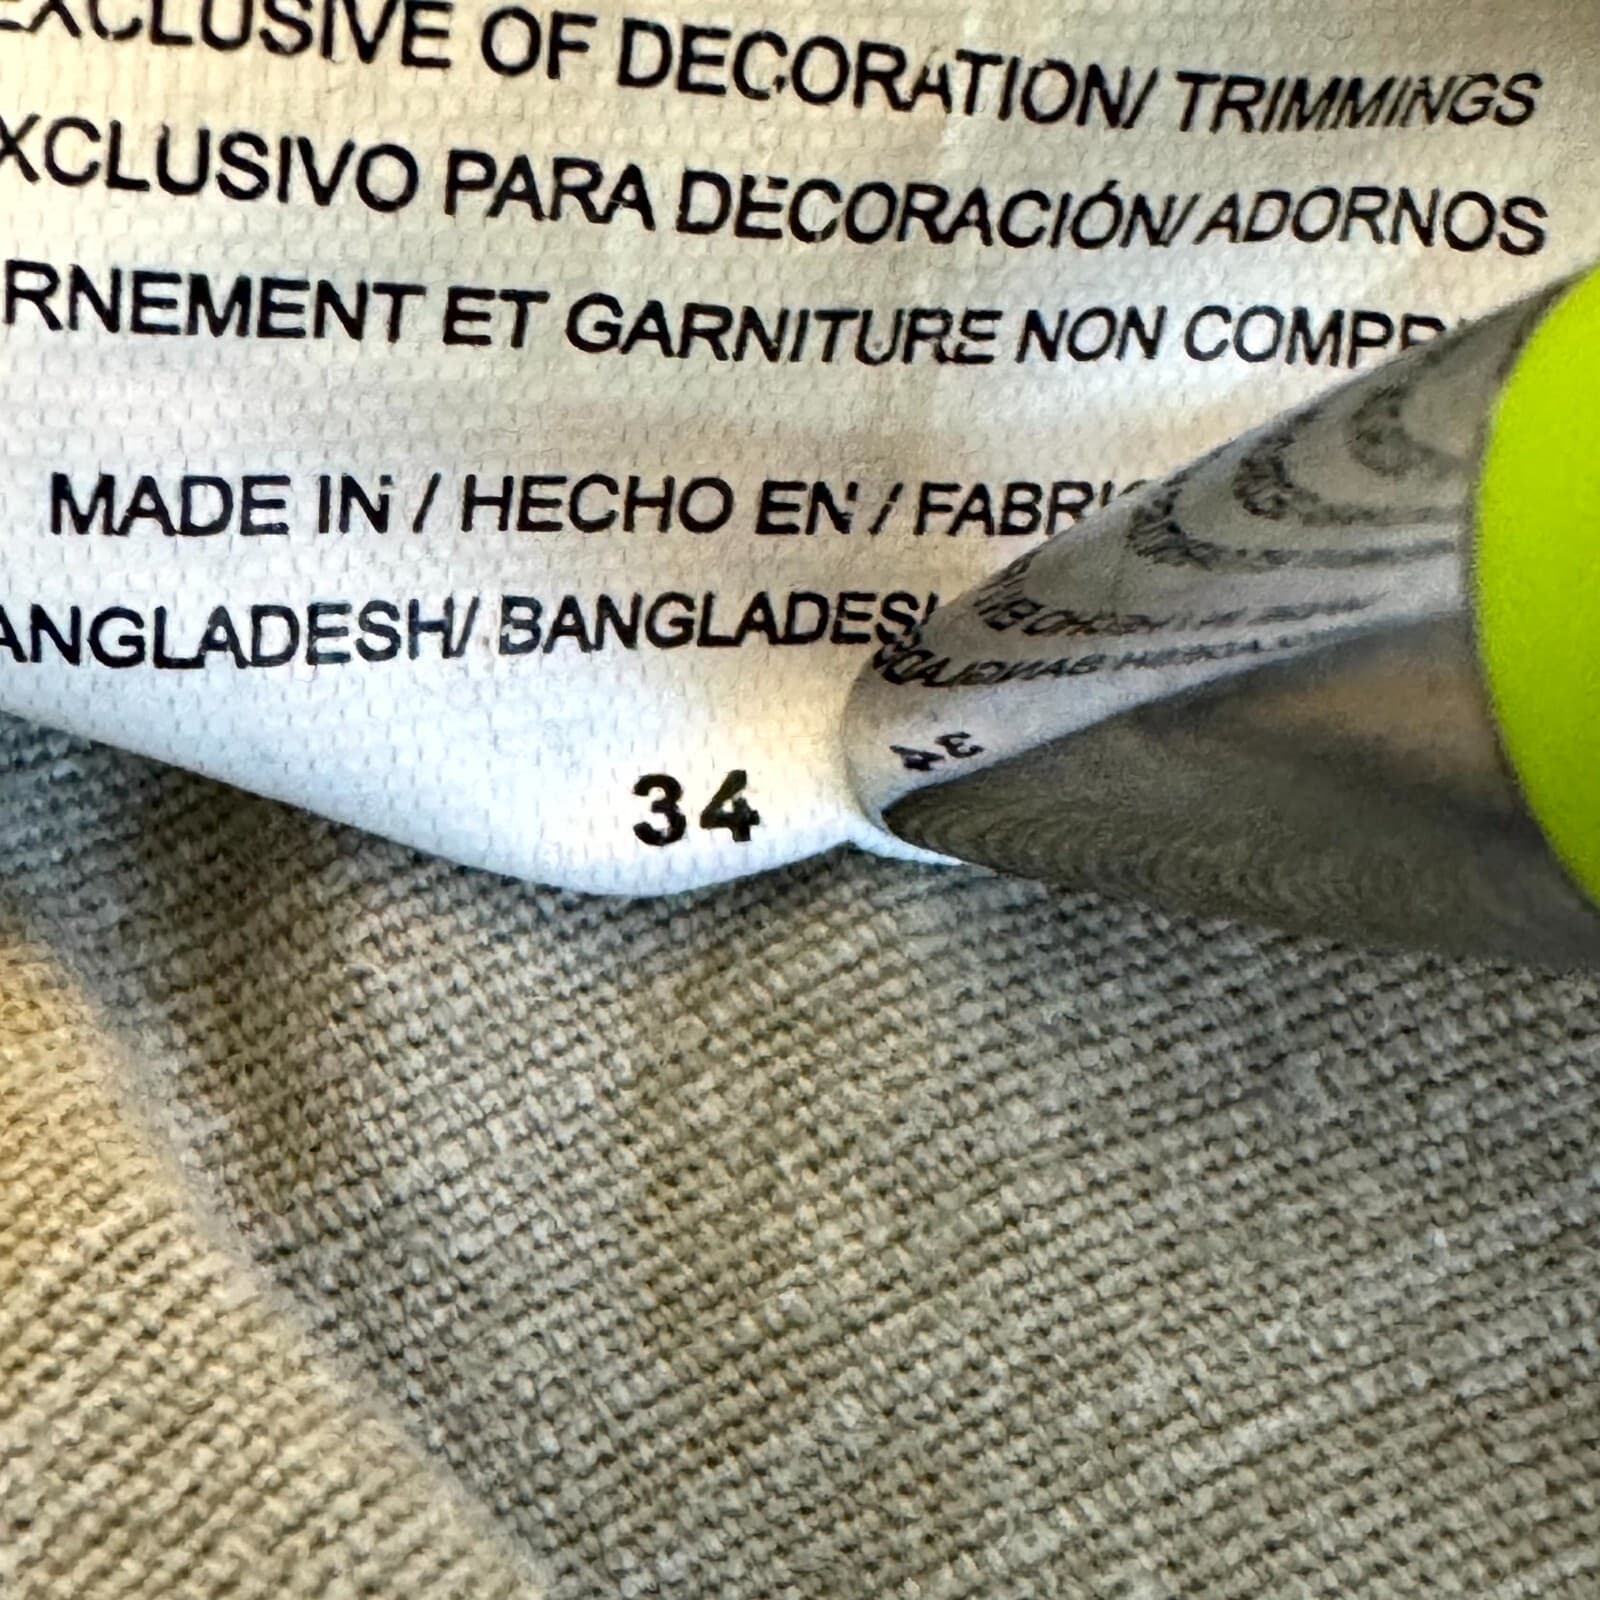 EXCLUSIVE OF DECORATION/ TRIMMINGS
XCLUSIVO PARA DECORACIÓN/ ADORNOS
RNEMENT ET GARNITURE NON COMPR
MADE IN / HECHO EN / FABRI
ANGLADESH/ BANGLADES
34